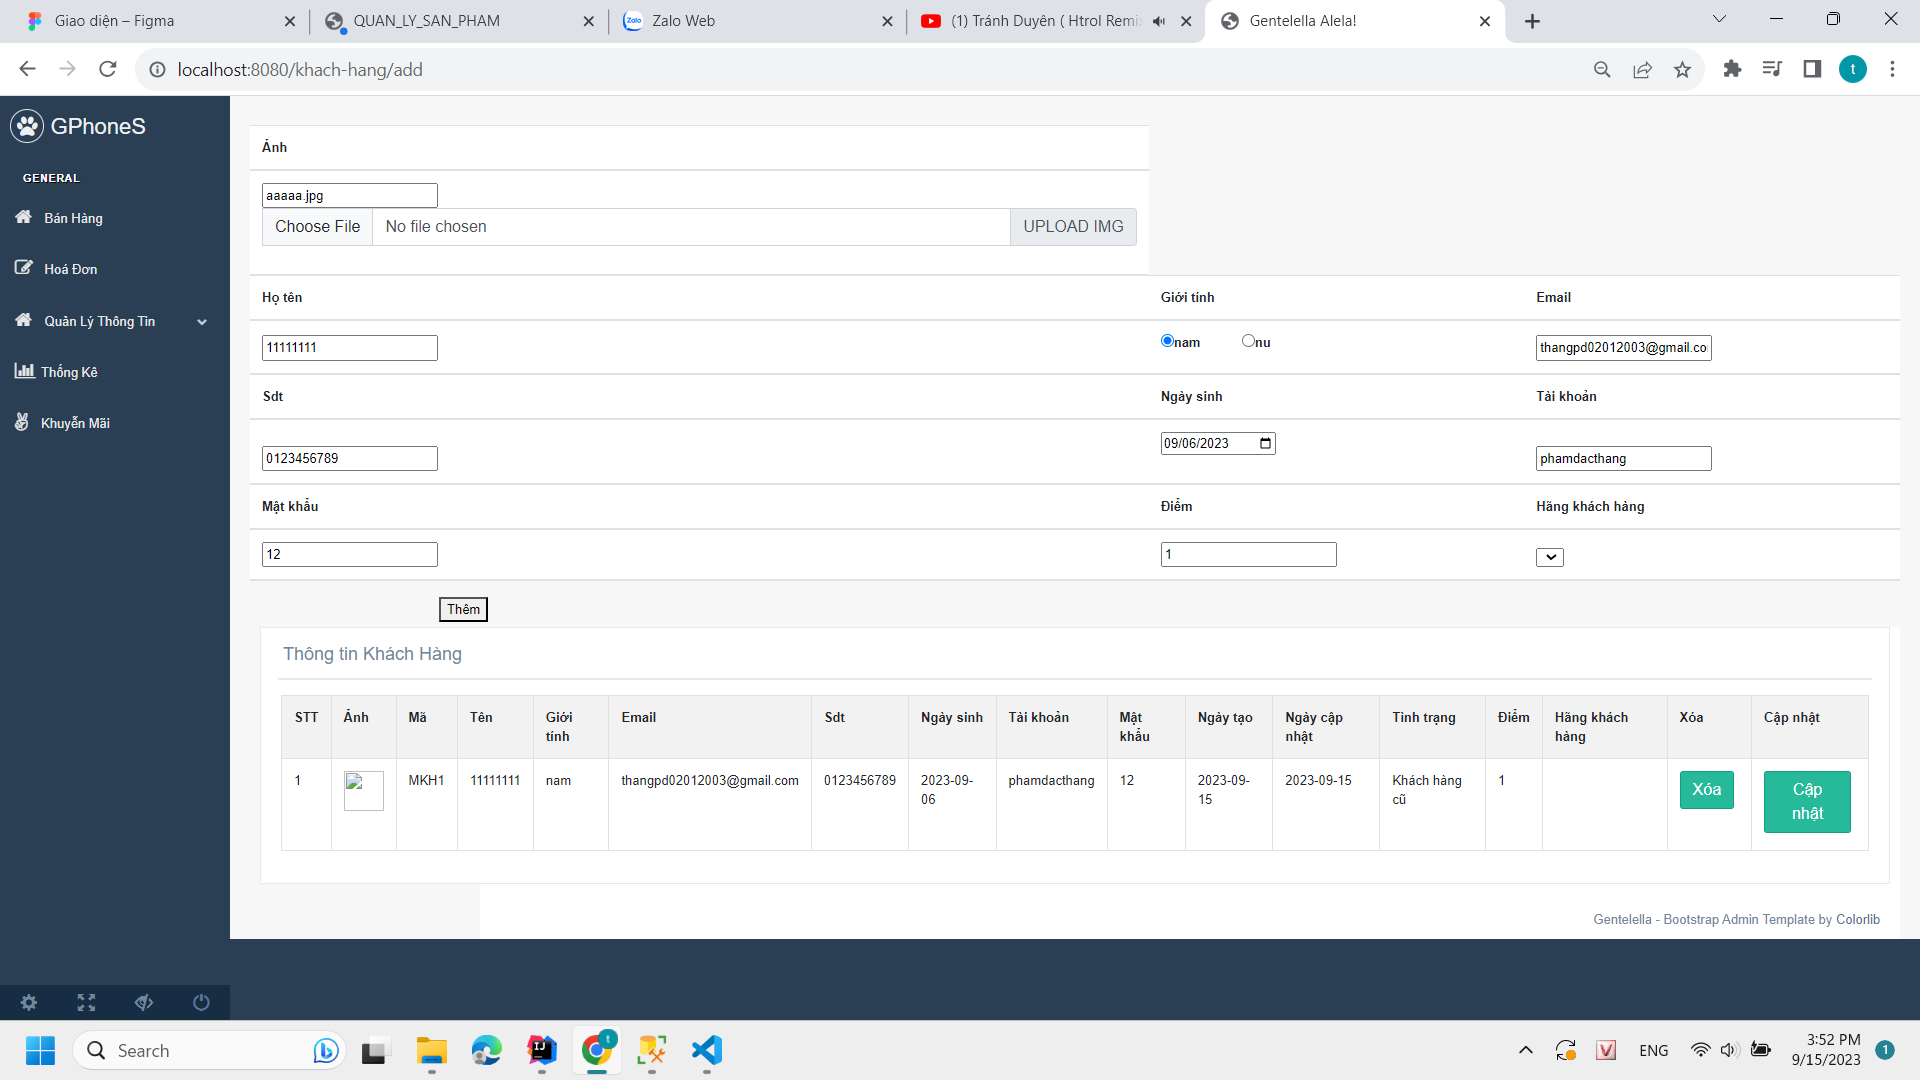 Giao diện – Figma
QUAN_LY_SAN_PHAM
Zalo Web
(1) Tránh Duyên ( Htrol Remix
Gentelella Alela!
localhost:8080/khach-hang/add
t
GPhoneS
GENERAL
Bán Hàng
Hoá Đơn
Quản Lý Thông Tin
Thống Kê
Khuyễn Mãi
Ảnh
aaaaa.jpg
Choose File No file chosen UPLOAD IMG
Họ tên Giới tính Email
11111111 nam nu thangpd02012003@gmail.co
Sdt Ngày sinh Tài khoản
0123456789 09/06/2023 phamdacthang
Mật khẩu Điểm Hãng khách hàng
12 1
Thêm
Thông tin Khách Hàng
STT Ảnh Mã Tên Giới tính Email Sdt Ngày sinh Tài khoản Mật khẩu Ngày tạo Ngày cập nhật Tình trạng Điểm Hãng khách hàng Xóa Cập nhật
1 MKH1 11111111 nam thangpd02012003@gmail.com 0123456789 2023-09-06 phamdacthang 12 2023-09-15 2023-09-15 Khách hàng cũ 1 Xóa Cập nhật
Gentelella - Bootstrap Admin Template by Colorlib
Search
ENG
3:52 PM
9/15/2023
1